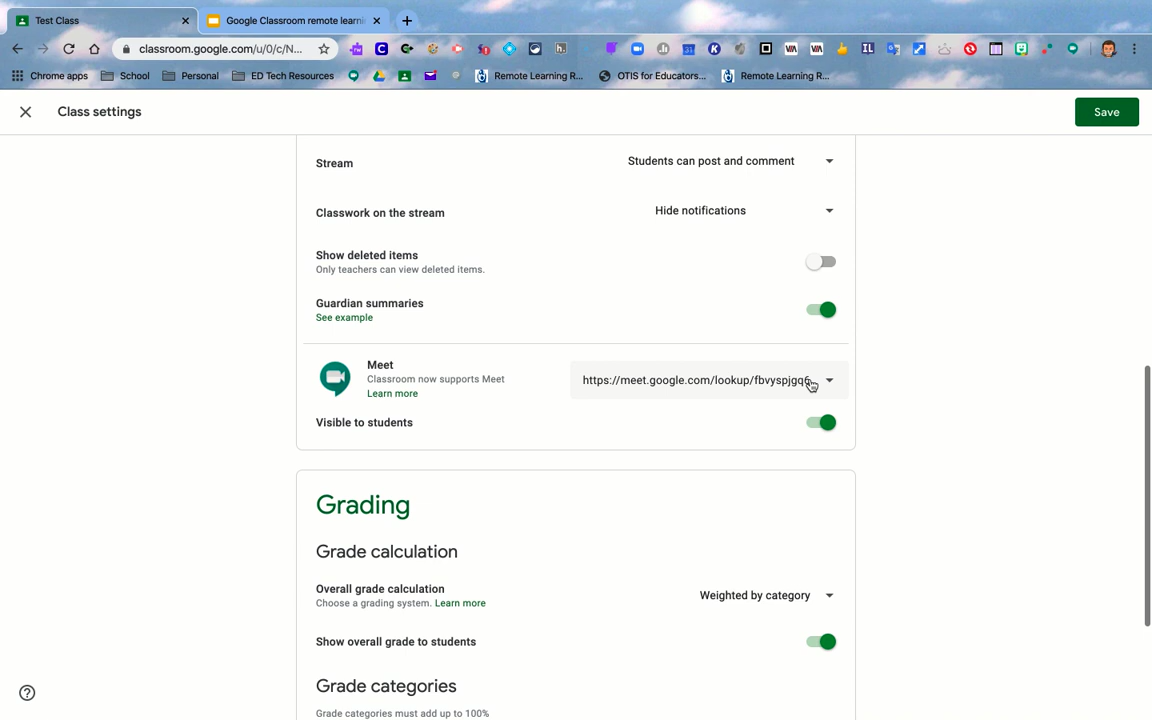 Test Class
Google Classroom remote learni
classroom.google.com/u/0/c/N...
Chrome apps
School
Personal
ED Tech Resources
Remote Learning R...
OTIS for Educators...
Remote Learning R...
Class settings
Save
Stream
Students can post and comment
Classwork on the stream
Hide notifications
Show deleted items
Only teachers can view deleted items.
Guardian summaries
See example
Meet
Classroom now supports Meet
Learn more
https://meet.google.com/lookup/fbvyspjgq6
Visible to students
Grading
Grade calculation
Overall grade calculation
Choose a grading system. Learn more
Weighted by category
Show overall grade to students
Grade categories
Grade categories must add up to 100%